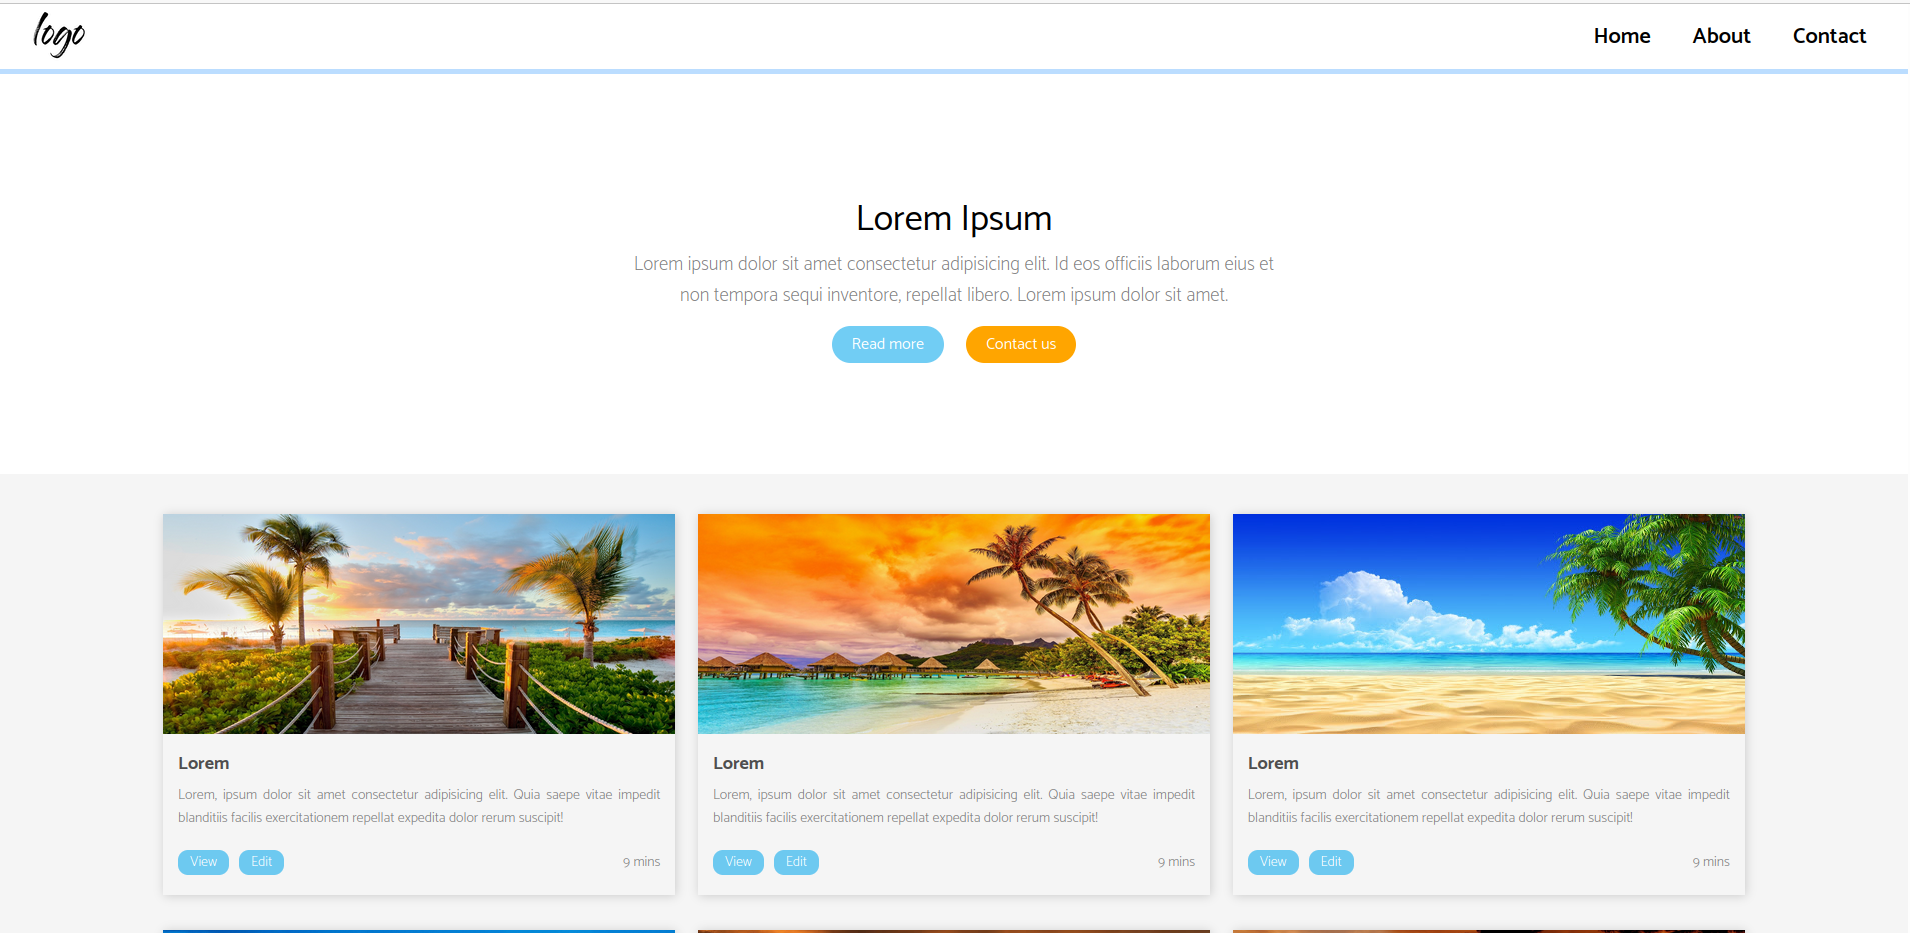 logo
Home About Contact
Lorem Ipsum
Lorem ipsum dolor sit amet consectetur adipisicing elit. Id eos officiis laborum eius et
non tempora sequi inventore, repellat libero. Lorem ipsum dolor sit amet.
Read more Contact us
Lorem
Lorem, ipsum dolor sit amet consectetur adipisicing elit. Quia saepe vitae impedit
blanditiis facilis exercitationem repellat expedita dolor rerum suscipit!
View Edit 9 mins
Lorem
Lorem, ipsum dolor sit amet consectetur adipisicing elit. Quia saepe vitae impedit
blanditiis facilis exercitationem repellat expedita dolor rerum suscipit!
View Edit 9 mins
Lorem
Lorem, ipsum dolor sit amet consectetur adipisicing elit. Quia saepe vitae impedit
blanditiis facilis exercitationem repellat expedita dolor rerum suscipit!
View Edit 9 mins